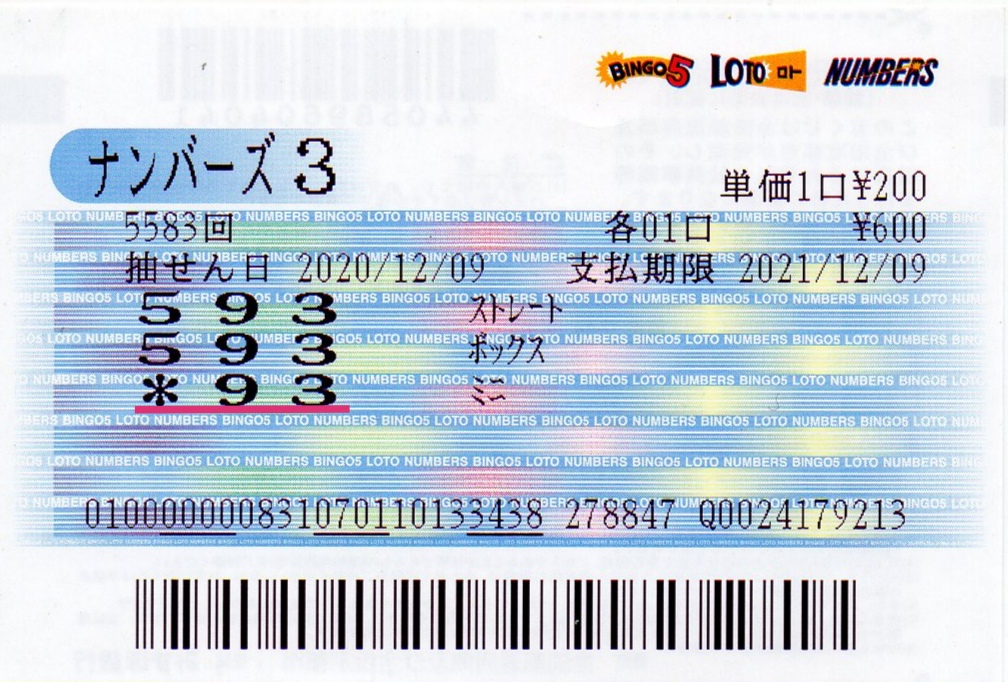 BINGO5 LOTO ロト NUMBERS
ナンバーズ 3
単価1口¥200
5583回 各01口 ¥600
抽せん日 2020/12/09 支払期限 2021/12/09
5 9 3 ストレート
5 9 3 ボックス
* 9 3 ミニ
0100000000831070110133438 278847 Q0024179213